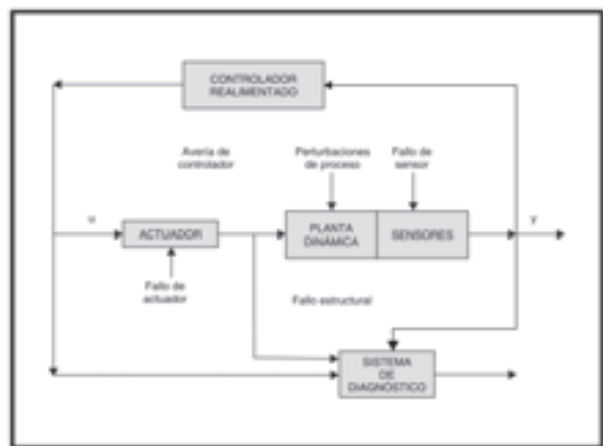 CONTROLADOR
REALIMENTADO
Avería de
controlador
Perturbaciones
de proceso
Fallo de
sensor
u
ACTUADOR
PLANTA
DINÁMICA
SENSORES
y
Fallo de
actuador
Fallo estructural
SISTEMA
DE
DIAGNÓSTICO